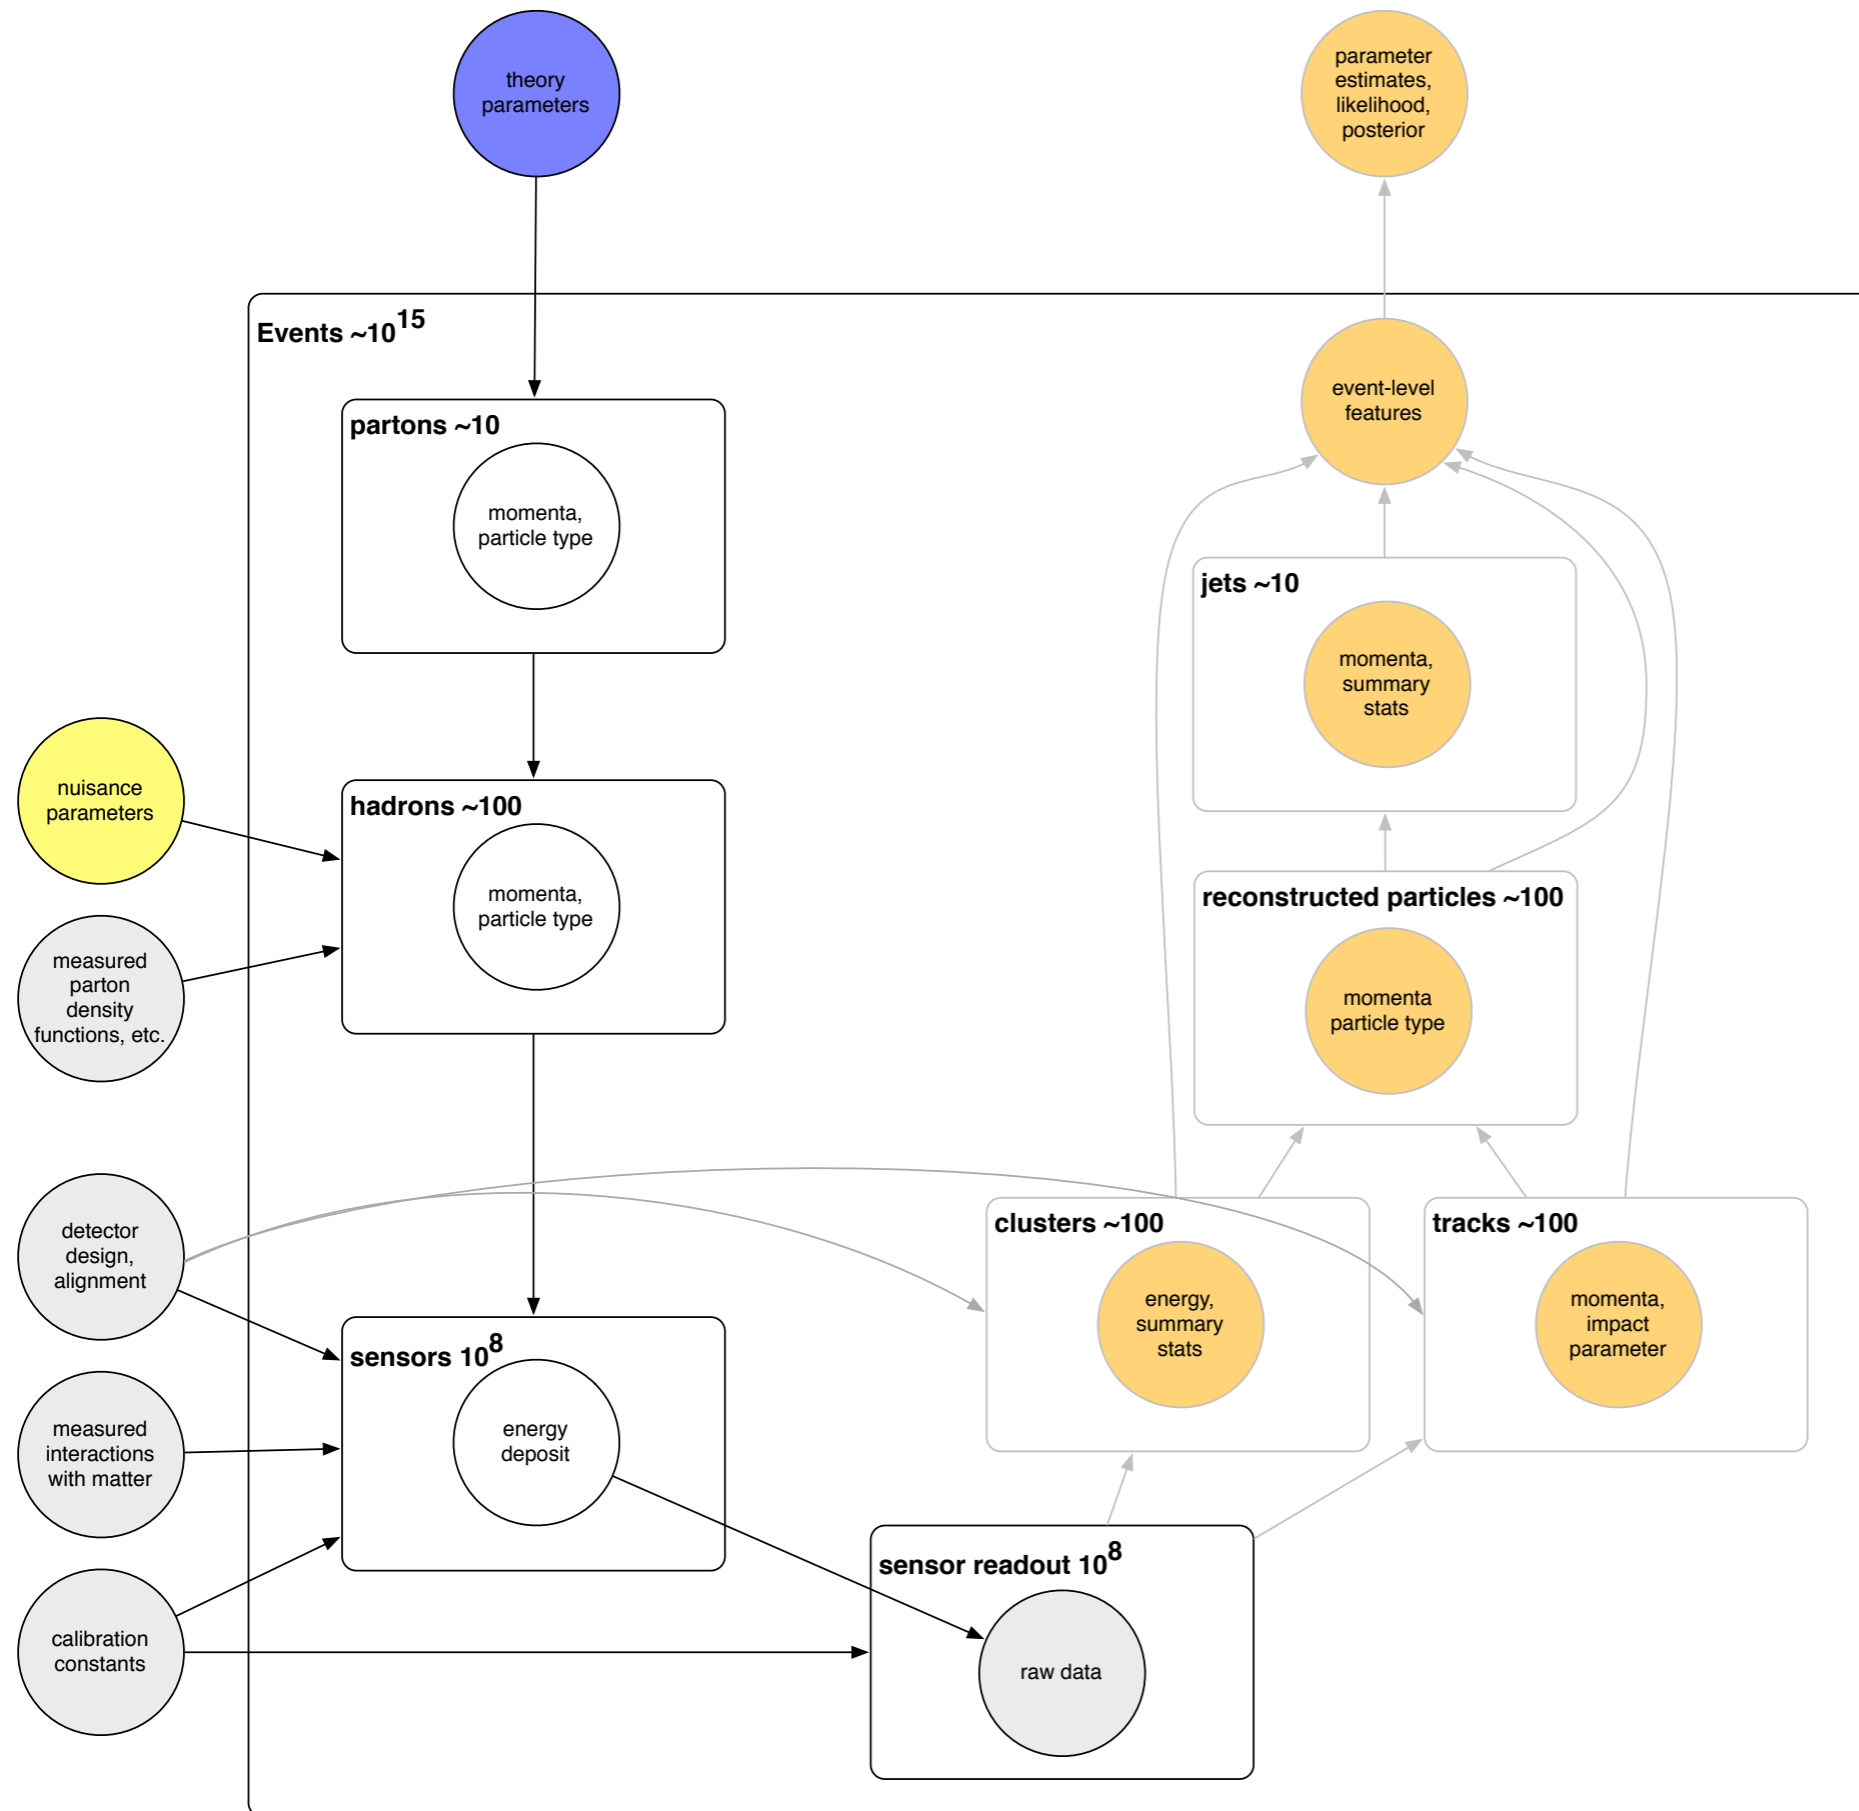 theory
parameters
parameter
estimates,
likelihood,
posterior
Events ~10^15
partons ~10
momenta,
particle type
event-level
features
jets ~10
momenta,
summary
stats
nuisance
parameters
hadrons ~100
momenta,
particle type
measured
parton
density
functions, etc.
reconstructed particles ~100
momenta
particle type
detector
design,
alignment
clusters ~100
energy,
summary
stats
tracks ~100
momenta,
impact
parameter
sensors 10^8
energy
deposit
measured
interactions
with matter
calibration
constants
sensor readout 10^8
raw data